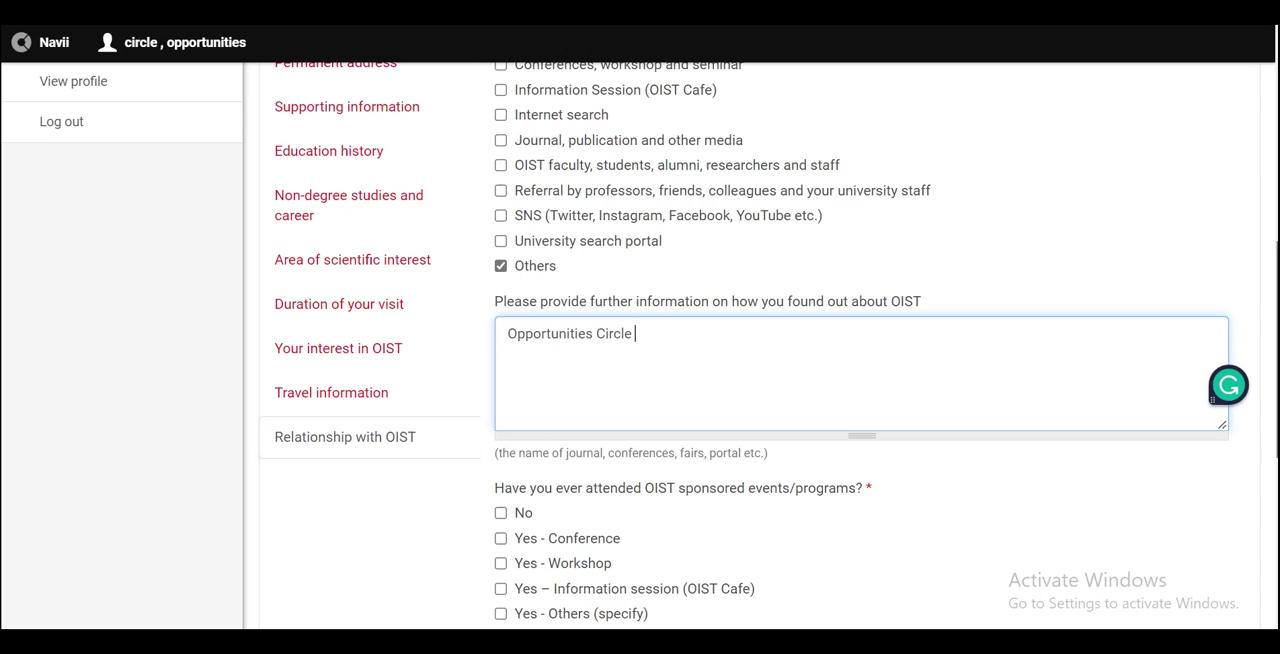 Navii
circle , opportunities
View profile
Log out
Permanent address
Supporting information
Education history
Non-degree studies and
career
Area of scientific interest
Duration of your visit
Your interest in OIST
Travel information
Relationship with OIST
Conferences, workshop and seminar
Information Session (OIST Cafe)
Internet search
Journal, publication and other media
OIST faculty, students, alumni, researchers and staff
Referral by professors, friends, colleagues and your university staff
SNS (Twitter, Instagram, Facebook, YouTube etc.)
University search portal
Others
Please provide further information on how you found out about OIST
Opportunities Circle
(the name of journal, conferences, fairs, portal etc.)
Have you ever attended OIST sponsored events/programs? *
No
Yes - Conference
Yes - Workshop
Yes – Information session (OIST Cafe)
Yes - Others (specify)
Activate Windows
Go to Settings to activate Windows.